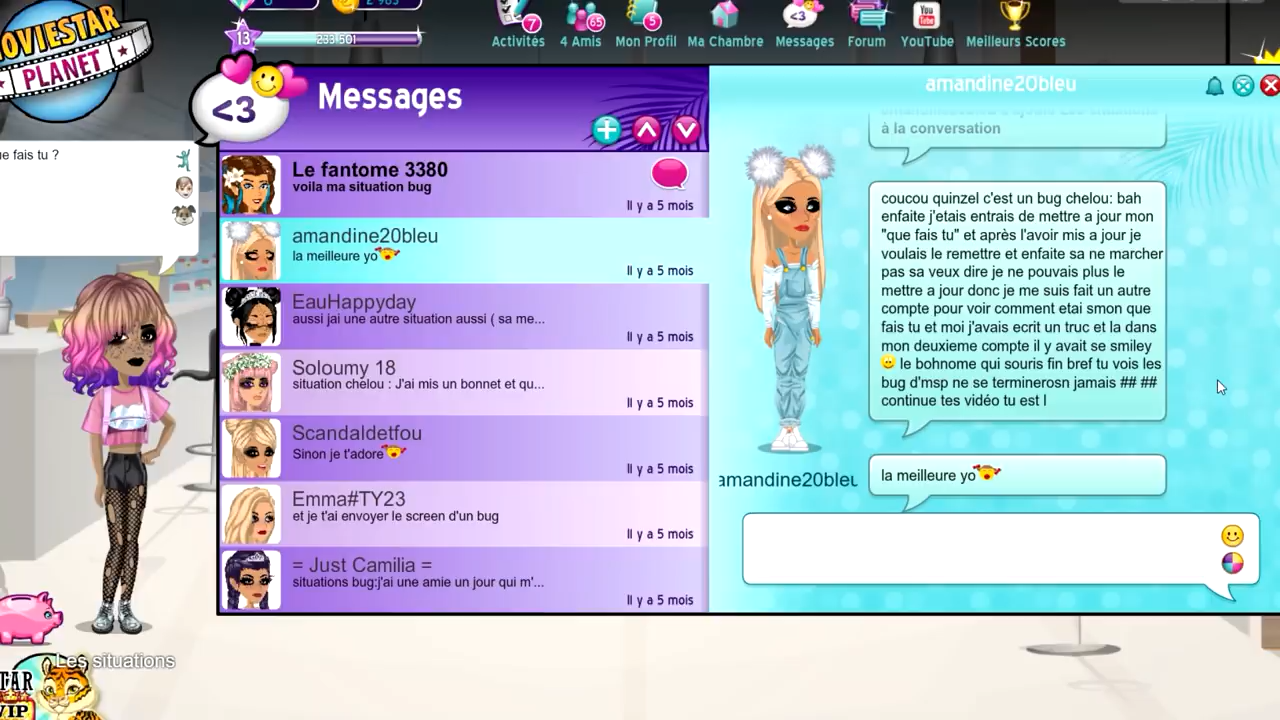 MOVIESTAR
PLANET
13
233 501
7
65
5
<3
You
Tube
Activités
4 Amis
Mon Profil
Ma Chambre
Messages
Forum
YouTube
Meilleurs Scores
e fais tu ?
<3
Messages
Le fantome 3380
voila ma situation bug
Il y a 5 mois
amandine20bleu
la meilleure yo
Il y a 5 mois
EauHappyday
aussi jai une autre situation aussi ( sa me...
Il y a 5 mois
Soloumy 18
situation chelou : J'ai mis un bonnet et qu...
Il y a 5 mois
Scandaldetfou
Sinon je t'adore
Il y a 5 mois
Emma#TY23
et je t'ai envoyer le screen d'un bug
Il y a 5 mois
= Just Camilia =
situations bug:j'ai une amie un jour qui m'...
Il y a 5 mois
amandine20bleu
à la conversation
coucou quinzel c'est un bug chelou: bah
enfaite j'etais entrais de mettre a jour mon
"que fais tu" et après l'avoir mis a jour je
voulais le remettre et enfaite sa ne marcher
pas sa veux dire je ne pouvais plus le
mettre a jour donc je me suis fait un autre
compte pour voir comment etai smon que
fais tu et moi j'avais ecrit un truc et la dans
mon deuxieme compte il y avait se smiley
le bohnome qui souris fin bref tu vois les
bug d'msp ne se terminerosn jamais ## ##
continue tes vidéo tu est l
la meilleure yo
amandine20bleu
Les situations
TAR
VIP